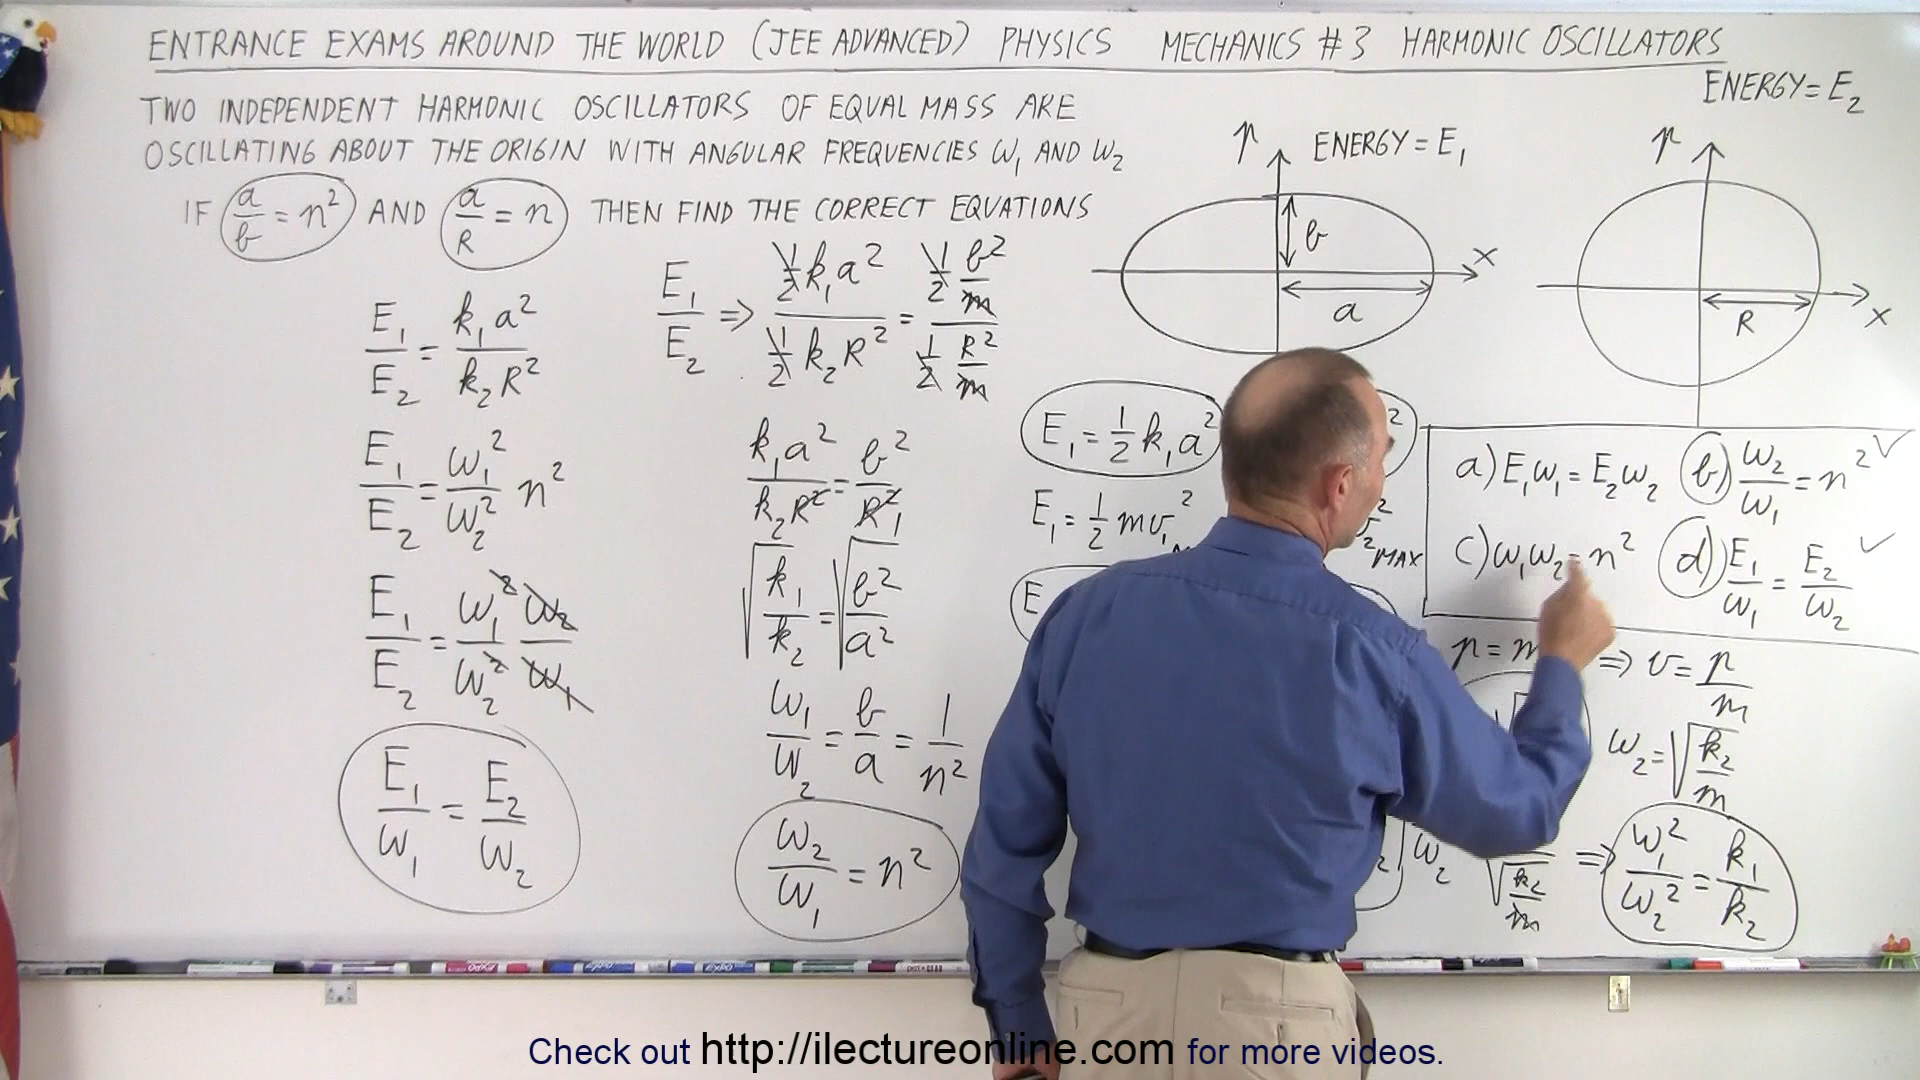 ENTRANCE EXAMS AROUND THE WORLD (JEE ADVANCED) PHYSICS MECHANICS #3 HARMONIC OSCILLATORS
TWO INDEPENDENT HARMONIC OSCILLATORS OF EQUAL MASS ARE
OSCILLATING ABOUT THE ORIGIN WITH ANGULAR FREQUENCIES ω₁ AND ω₂
IF a/b = n² AND a/R = n THEN FIND THE CORRECT EQUATIONS
E₁/E₂ = k₁a²/k₂R²
E₁/E₂ = ω₁²/ω₂² n²
E₁/E₂ = ω₁²/ω₂² ω₂/ω₁
E₁/ω₁ = E₂/ω₂
E₁/E₂ ⇒ ½k₁a²/½k₂R² = ½ b²/m / ½ R²/m
k₁a²/k₂R² = b²/R²
√k₁/k₂ = √b²/a²
ω₁/ω₂ = b/a = 1/n²
ω₂/ω₁ = n²
p ENERGY = E₁
x
b
a
ENERGY = E₂
p
x
R
E₁ = ½k₁a²
E₁ = ½mv₁²
MAX
E
a) E₁ω₁ = E₂ω₂ b) ω₂/ω₁ = n² ✓
c) ω₁ω₂ = n² d) E₁/ω₁ = E₂/ω₂ ✓
p = m ⇒ v = p/m
ω₂ = √k₂/m
ω₂ √k₂/m ⇒ ω₁²/ω₂² = k₁/k₂
EXPO
EXPO
EXPO
Check out http://ilectureonline.com for more videos.